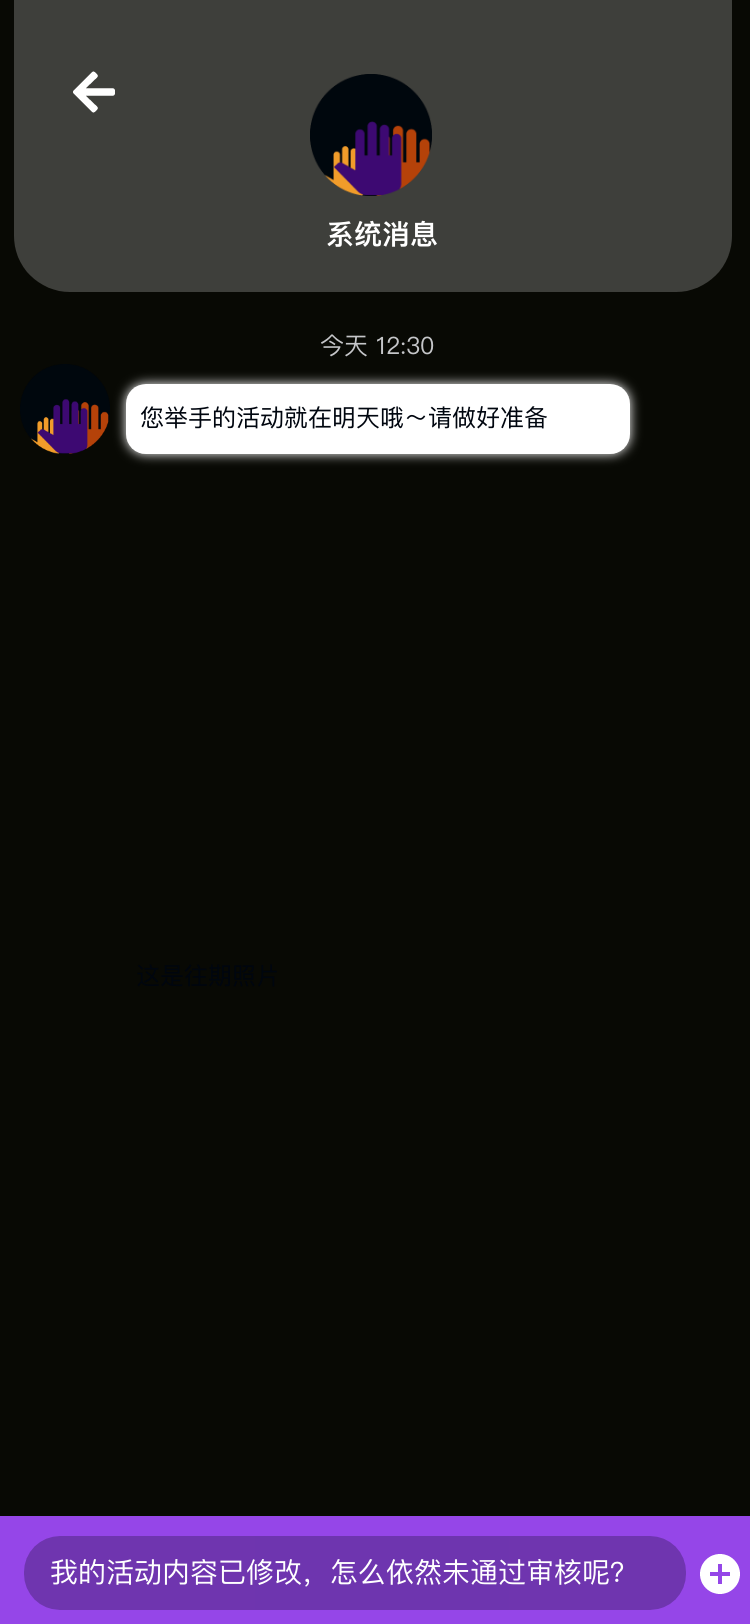 系统消息
今天 12:30
您举手的活动就在明天哦～请做好准备
这是往期照片
我的活动内容已修改，怎么依然未通过审核呢？